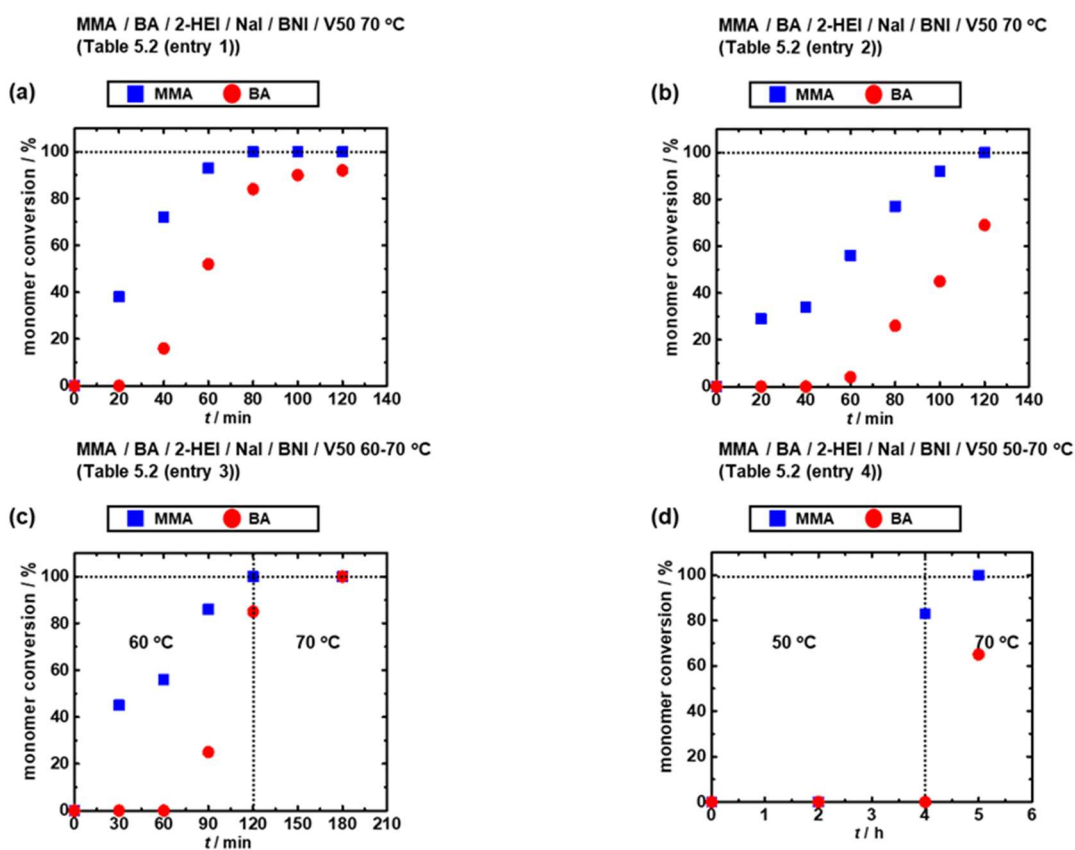 MMA / BA / 2-HEI / NaI / BNI / V50 70 °C
(Table 5.2 (entry 1))
(a)
MMA BA
monomer conversion / %
100
80
60
40
20
0
0 20 40 60 80 100 120 140
t / min
MMA / BA / 2-HEI / NaI / BNI / V50 70 °C
(Table 5.2 (entry 2))
(b)
MMA BA
monomer conversion / %
100
80
60
40
20
0
0 20 40 60 80 100 120 140
t / min
MMA / BA / 2-HEI / NaI / BNI / V50 60-70 °C
(Table 5.2 (entry 3))
(c)
MMA BA
monomer conversion / %
100
80
60
40
20
0
60 °C 70 °C
0 30 60 90 120 150 180 210
t / min
MMA / BA / 2-HEI / NaI / BNI / V50 50-70 °C
(Table 5.2 (entry 4))
(d)
MMA BA
monomer conversion / %
100
80
60
40
20
0
50 °C 70 °C
0 1 2 3 4 5 6
t / h